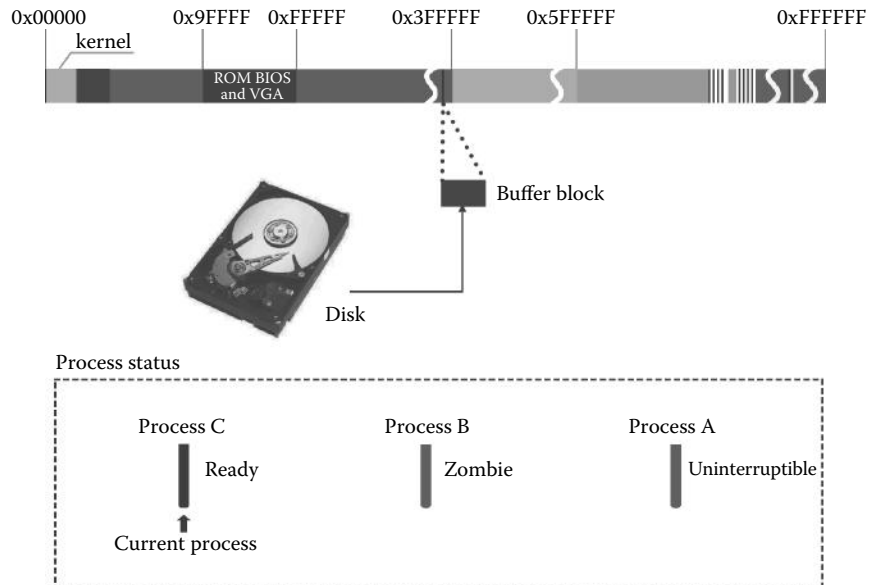 0x00000 0x9FFFF 0xFFFFF 0x3FFFFF 0x5FFFFF 0xFFFFFF
kernel
ROM BIOS
and VGA
Buffer block
Disk
Process status
Process C Process B Process A
Ready Zombie Uninterruptible
Current process